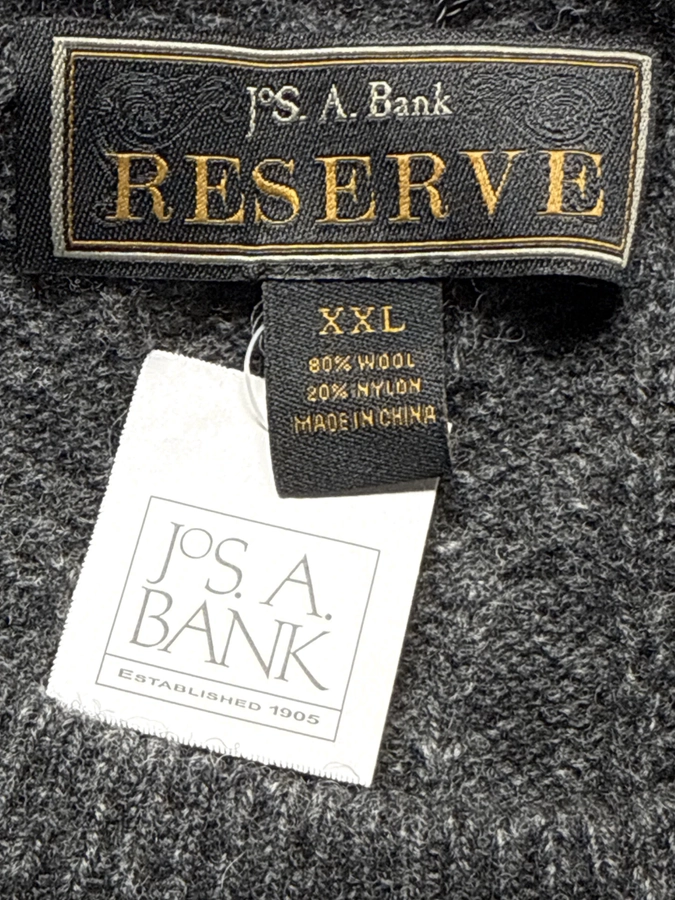 JoS. A. Bank
RESERVE
XXL
80% WOOL
20% NYLON
MADE IN CHINA
JoS. A.
BANK
ESTABLISHED 1905